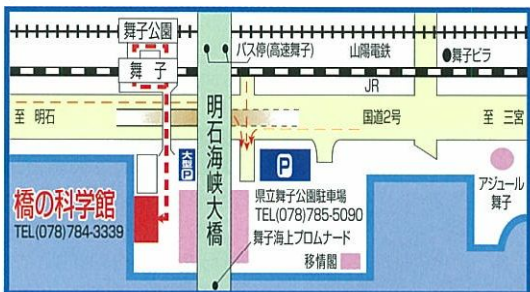 舞子公園
舞子
バス停(高速舞子)
山陽電鉄
●舞子ビラ
JR
至 明石
明石海峡大橋
国道2号
至 三宮
大型P
P
橋の科学館
TEL(078)784-3339
県立舞子公園駐車場
TEL(078)785-5090
舞子海上プロムナード
移情閣
アジュール
舞子